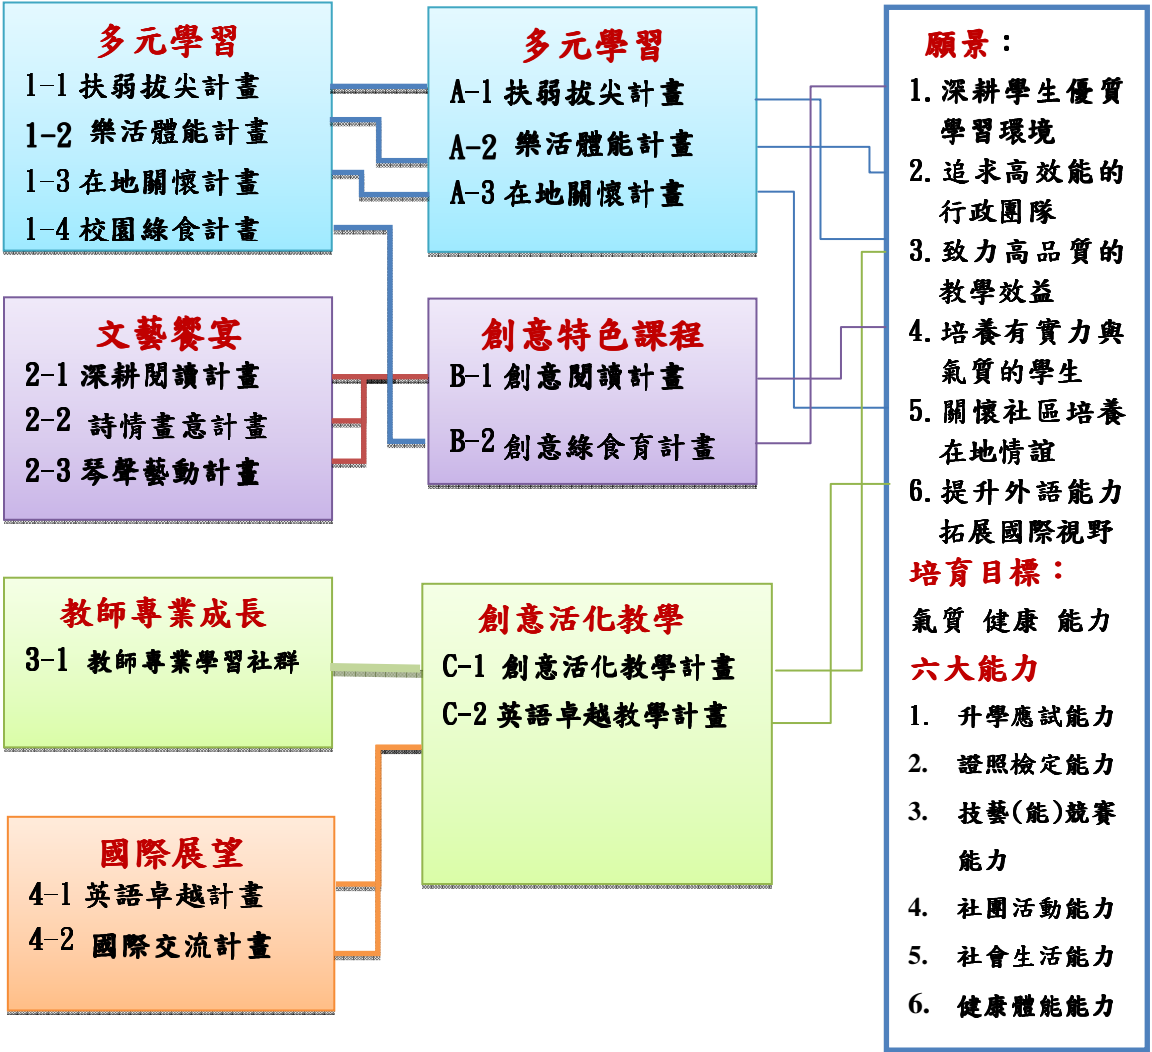 多元學習
1-1 扶弱拔尖計畫
1-2 樂活體能計畫
1-3 在地關懷計畫
1-4 校園綠食計畫
文藝饗宴
2-1 深耕閱讀計畫
2-2 詩情畫意計畫
2-3 琴聲藝動計畫
教師專業成長
3-1 教師專業學習社群
國際展望
4-1 英語卓越計畫
4-2 國際交流計畫
多元學習
A-1 扶弱拔尖計畫
A-2 樂活體能計畫
A-3 在地關懷計畫
創意特色課程
B-1 創意閱讀計畫
B-2 創意綠食育計畫
創意活化教學
C-1 創意活化教學計畫
C-2 英語卓越教學計畫
願景：
1. 深耕學生優質
學習環境
2. 追求高效能的
行政團隊
3. 致力高品質的
教學效益
4. 培養有實力與
氣質的學生
5. 關懷社區培養
在地情誼
6. 提升外語能力
拓展國際視野
培育目標：
氣質 健康 能力
六大能力
1. 升學應試能力
2. 證照檢定能力
3. 技藝(能)競賽
能力
4. 社團活動能力
5. 社會生活能力
6. 健康體能能力